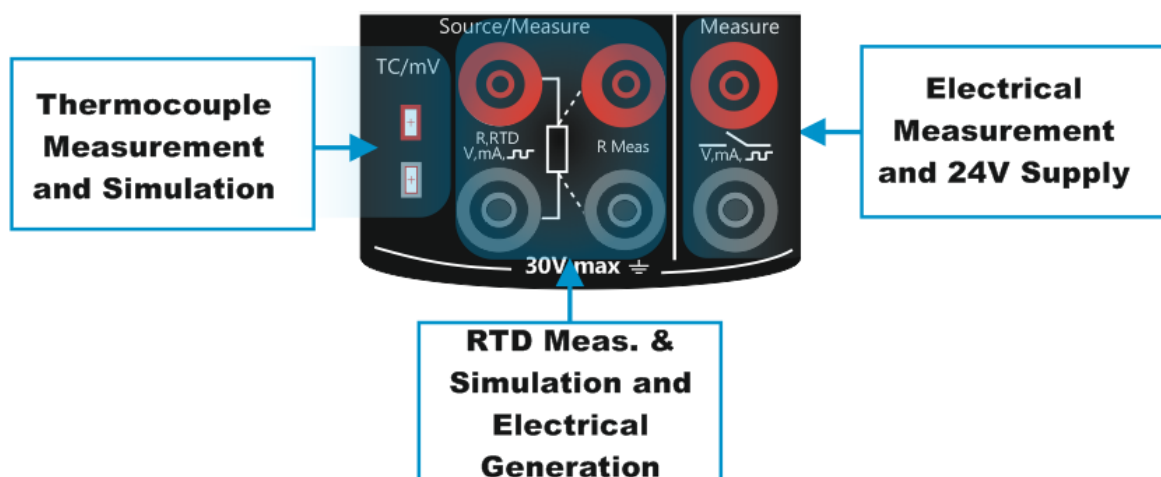 Source/Measure
Measure
TC/mV
Thermocouple
Measurement
and Simulation
+
+
R,RTD
V,mA,
R Meas
V,mA,
30V max
Electrical
Measurement
and 24V Supply
RTD Meas. &
Simulation and
Electrical
Generation